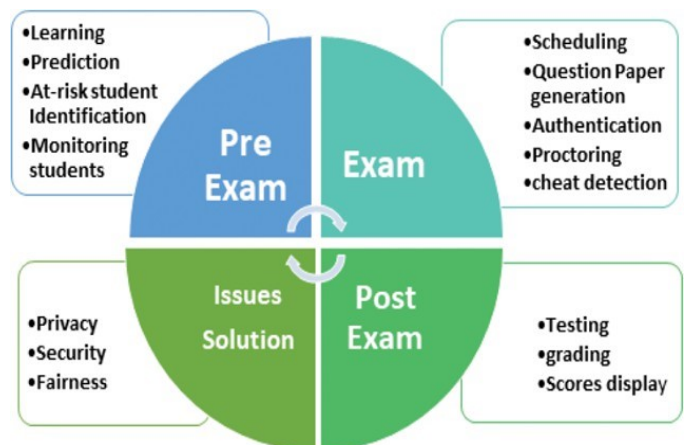 •Learning
•Prediction
•At-risk student
Identification
•Monitoring
students
Pre
Exam
Exam
•Scheduling
•Question Paper
generation
•Authentication
•Proctoring
•cheat detection
•Privacy
•Security
•Fairness
Issues
Solution
Post
Exam
•Testing
•grading
•Scores display